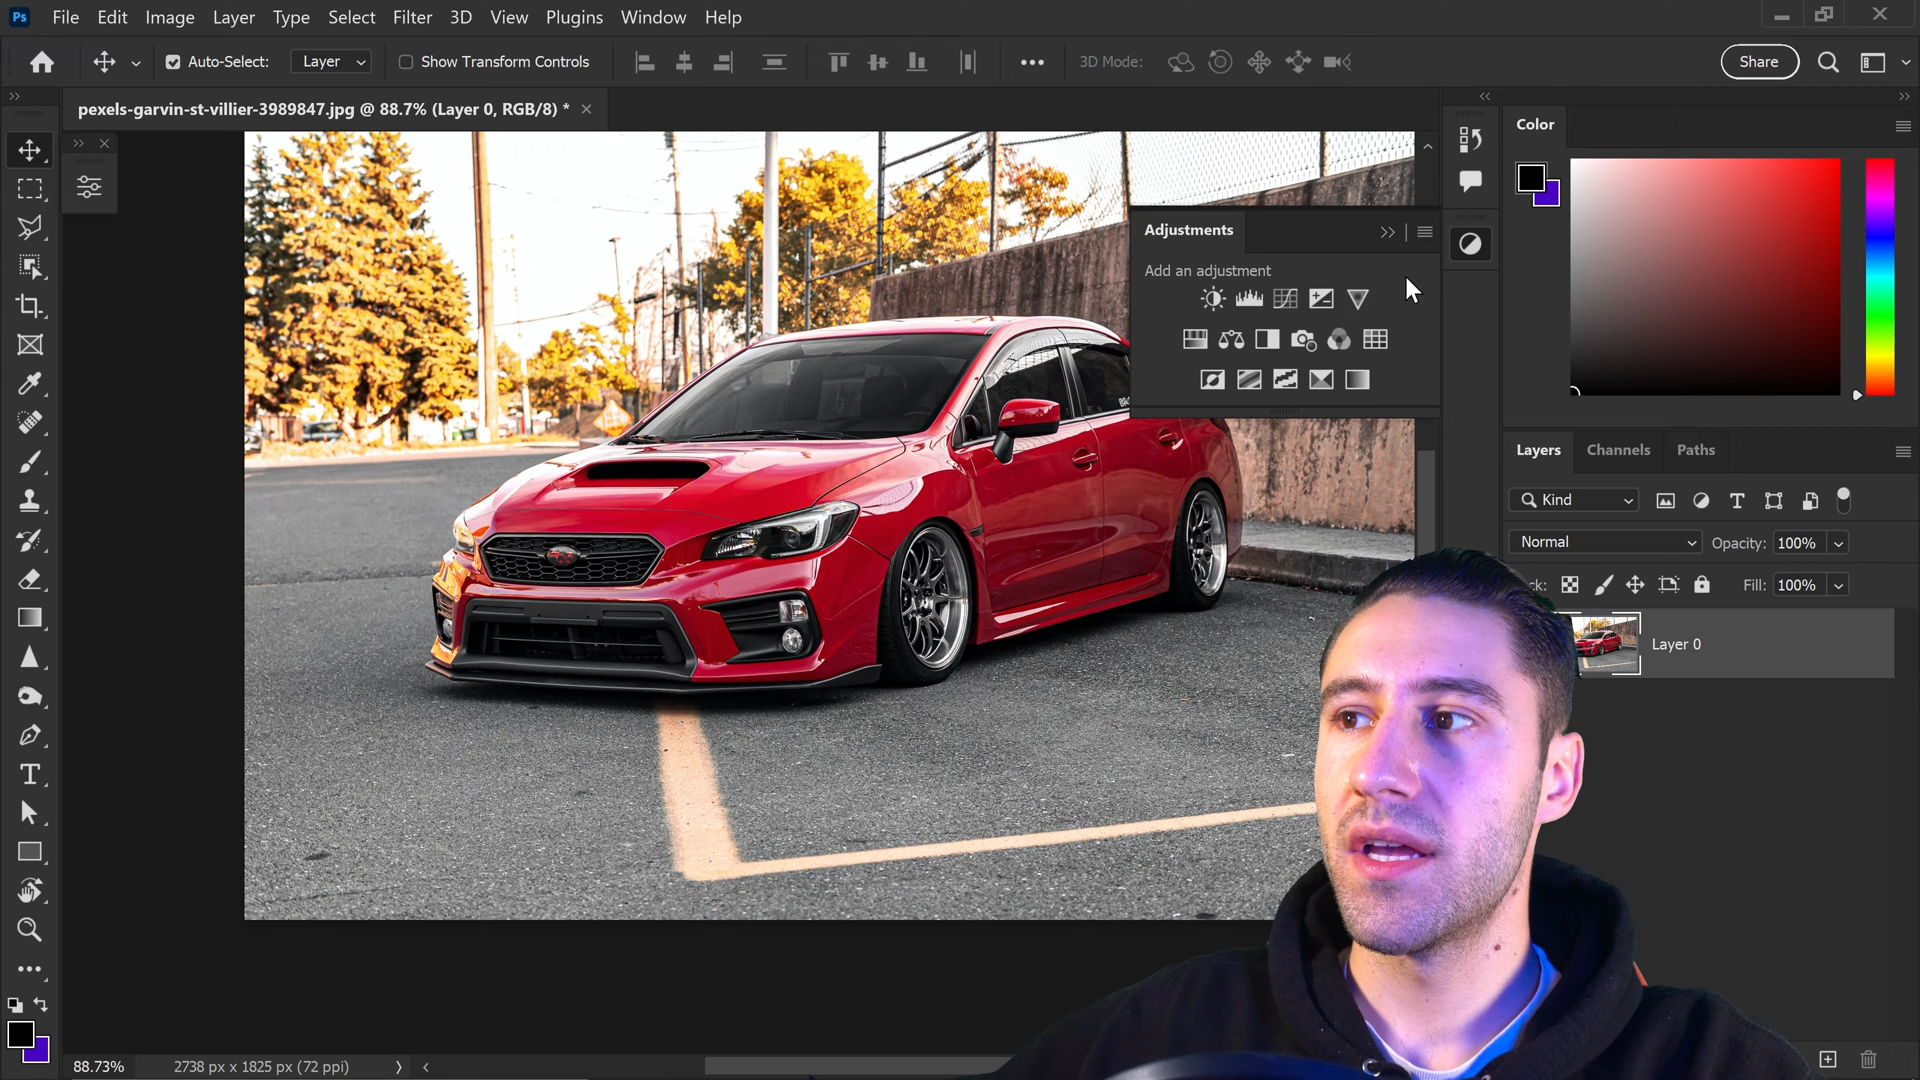 Ps File Edit Image Layer Type Select Filter 3D View Plugins Window Help
Auto-Select: Layer Show Transform Controls 3D Mode: Share
pexels-garvin-st-villier-3989847.jpg @ 88.7% (Layer 0, RGB/8) *
Color
Adjustments
Add an adjustment
Layers Channels Paths
Kind
Normal Opacity: 100%
Fill: 100%
Layer 0
88.73% 2738 px x 1825 px (72 ppi)